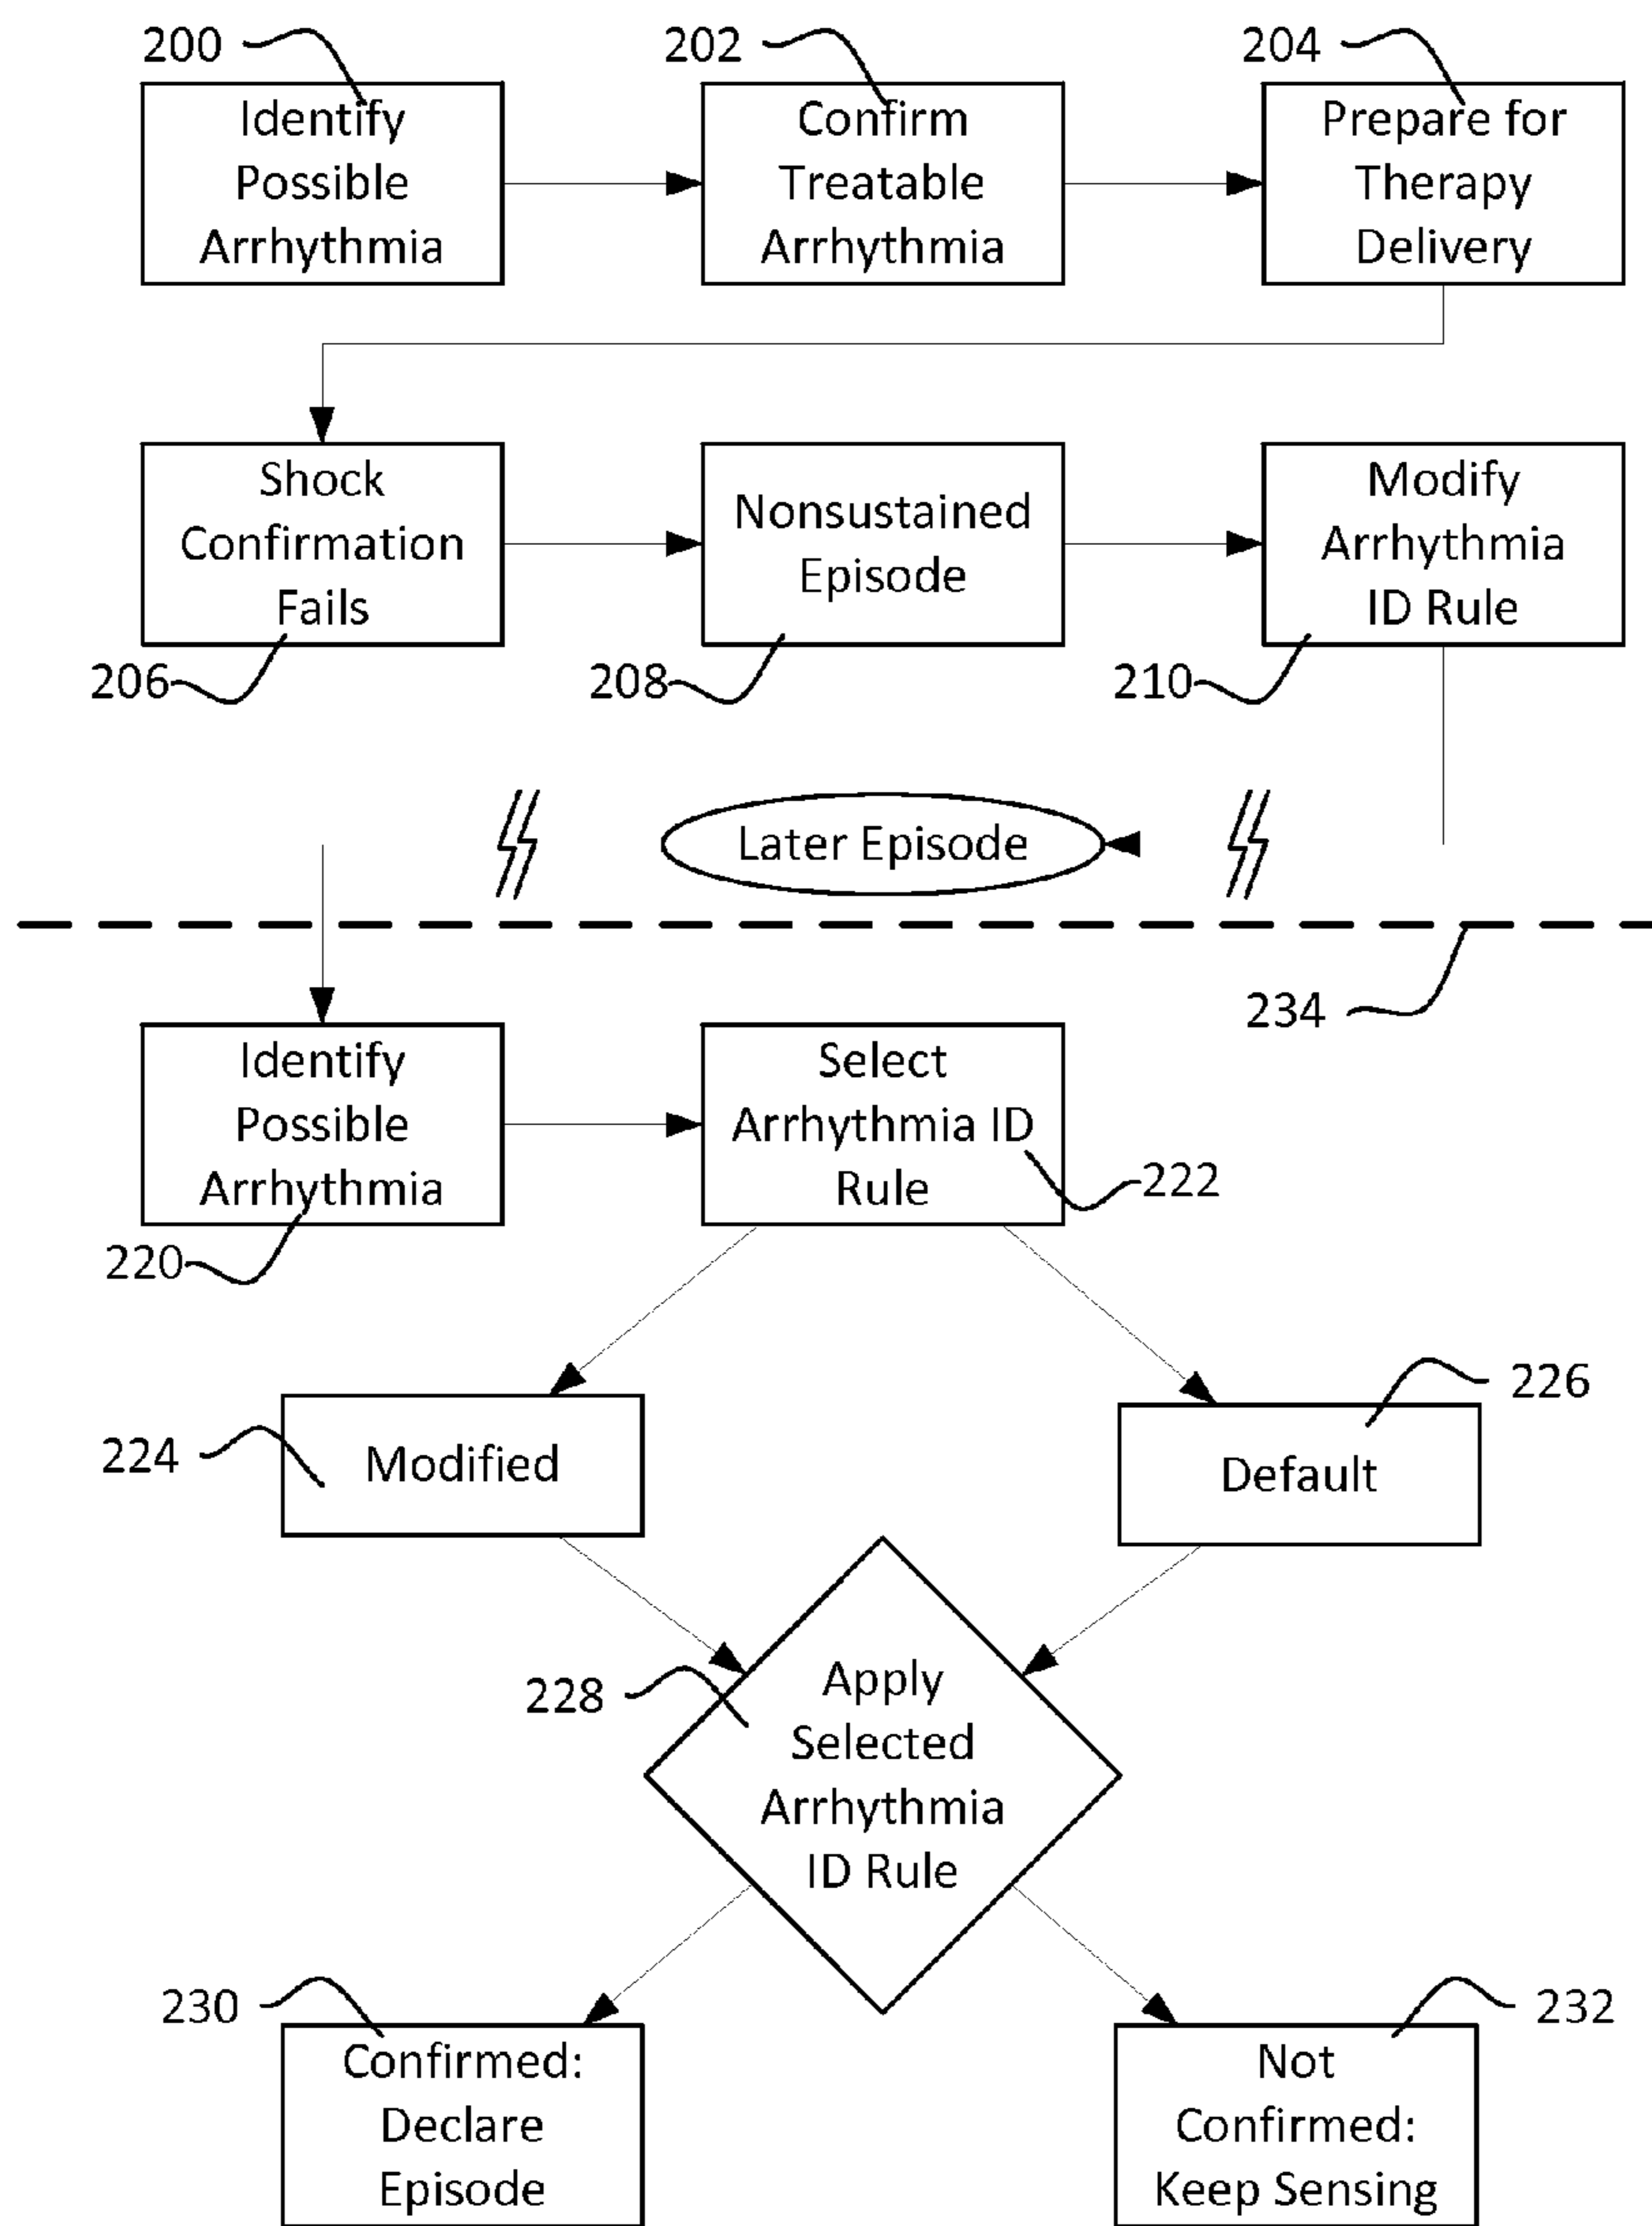 200
202
204
Identify
Possible
Arrhythmia
Confirm
Treatable
Arrhythmia
Prepare for
Therapy
Delivery
Shock
Confirmation
Fails
Nonsustained
Episode
Modify
Arrhythmia
ID Rule
206
208
210
Later Episode
234
Identify
Possible
Arrhythmia
Select
Arrhythmia ID
Rule
222
220
226
224
Modified
Default
228
Apply
Selected
Arrhythmia
ID Rule
230
232
Confirmed:
Declare
Episode
Not
Confirmed:
Keep Sensing